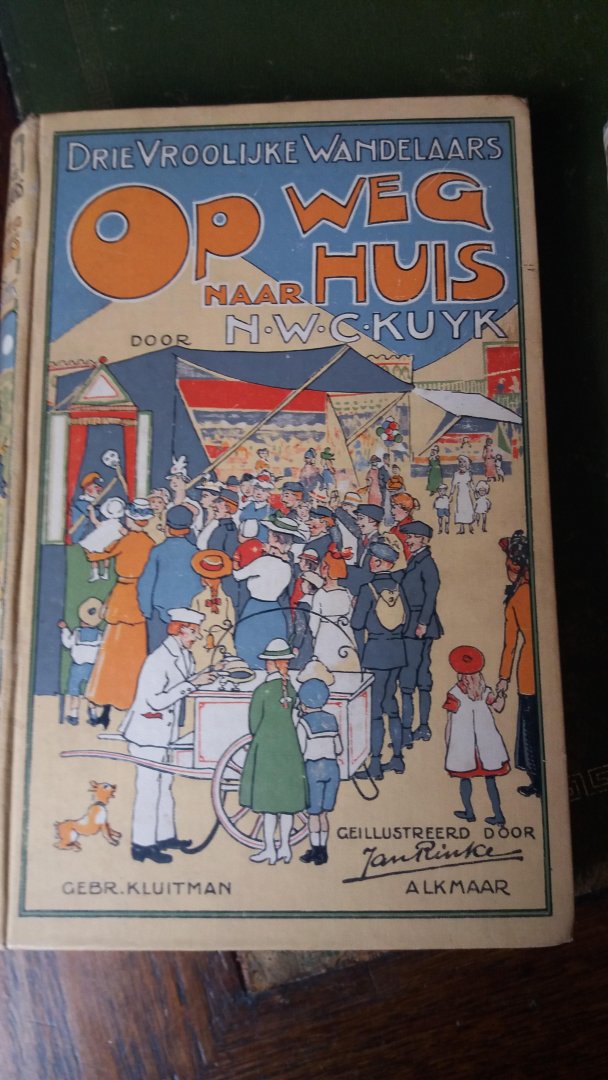 DRIE VROOLIJKE WANDELAARS
OP WEG
NAAR HUIS
DOOR N.W.C. KUYK
GEILLUSTREERD DOOR
Jan Rinke
GEBR. KLUITMAN ALKMAAR